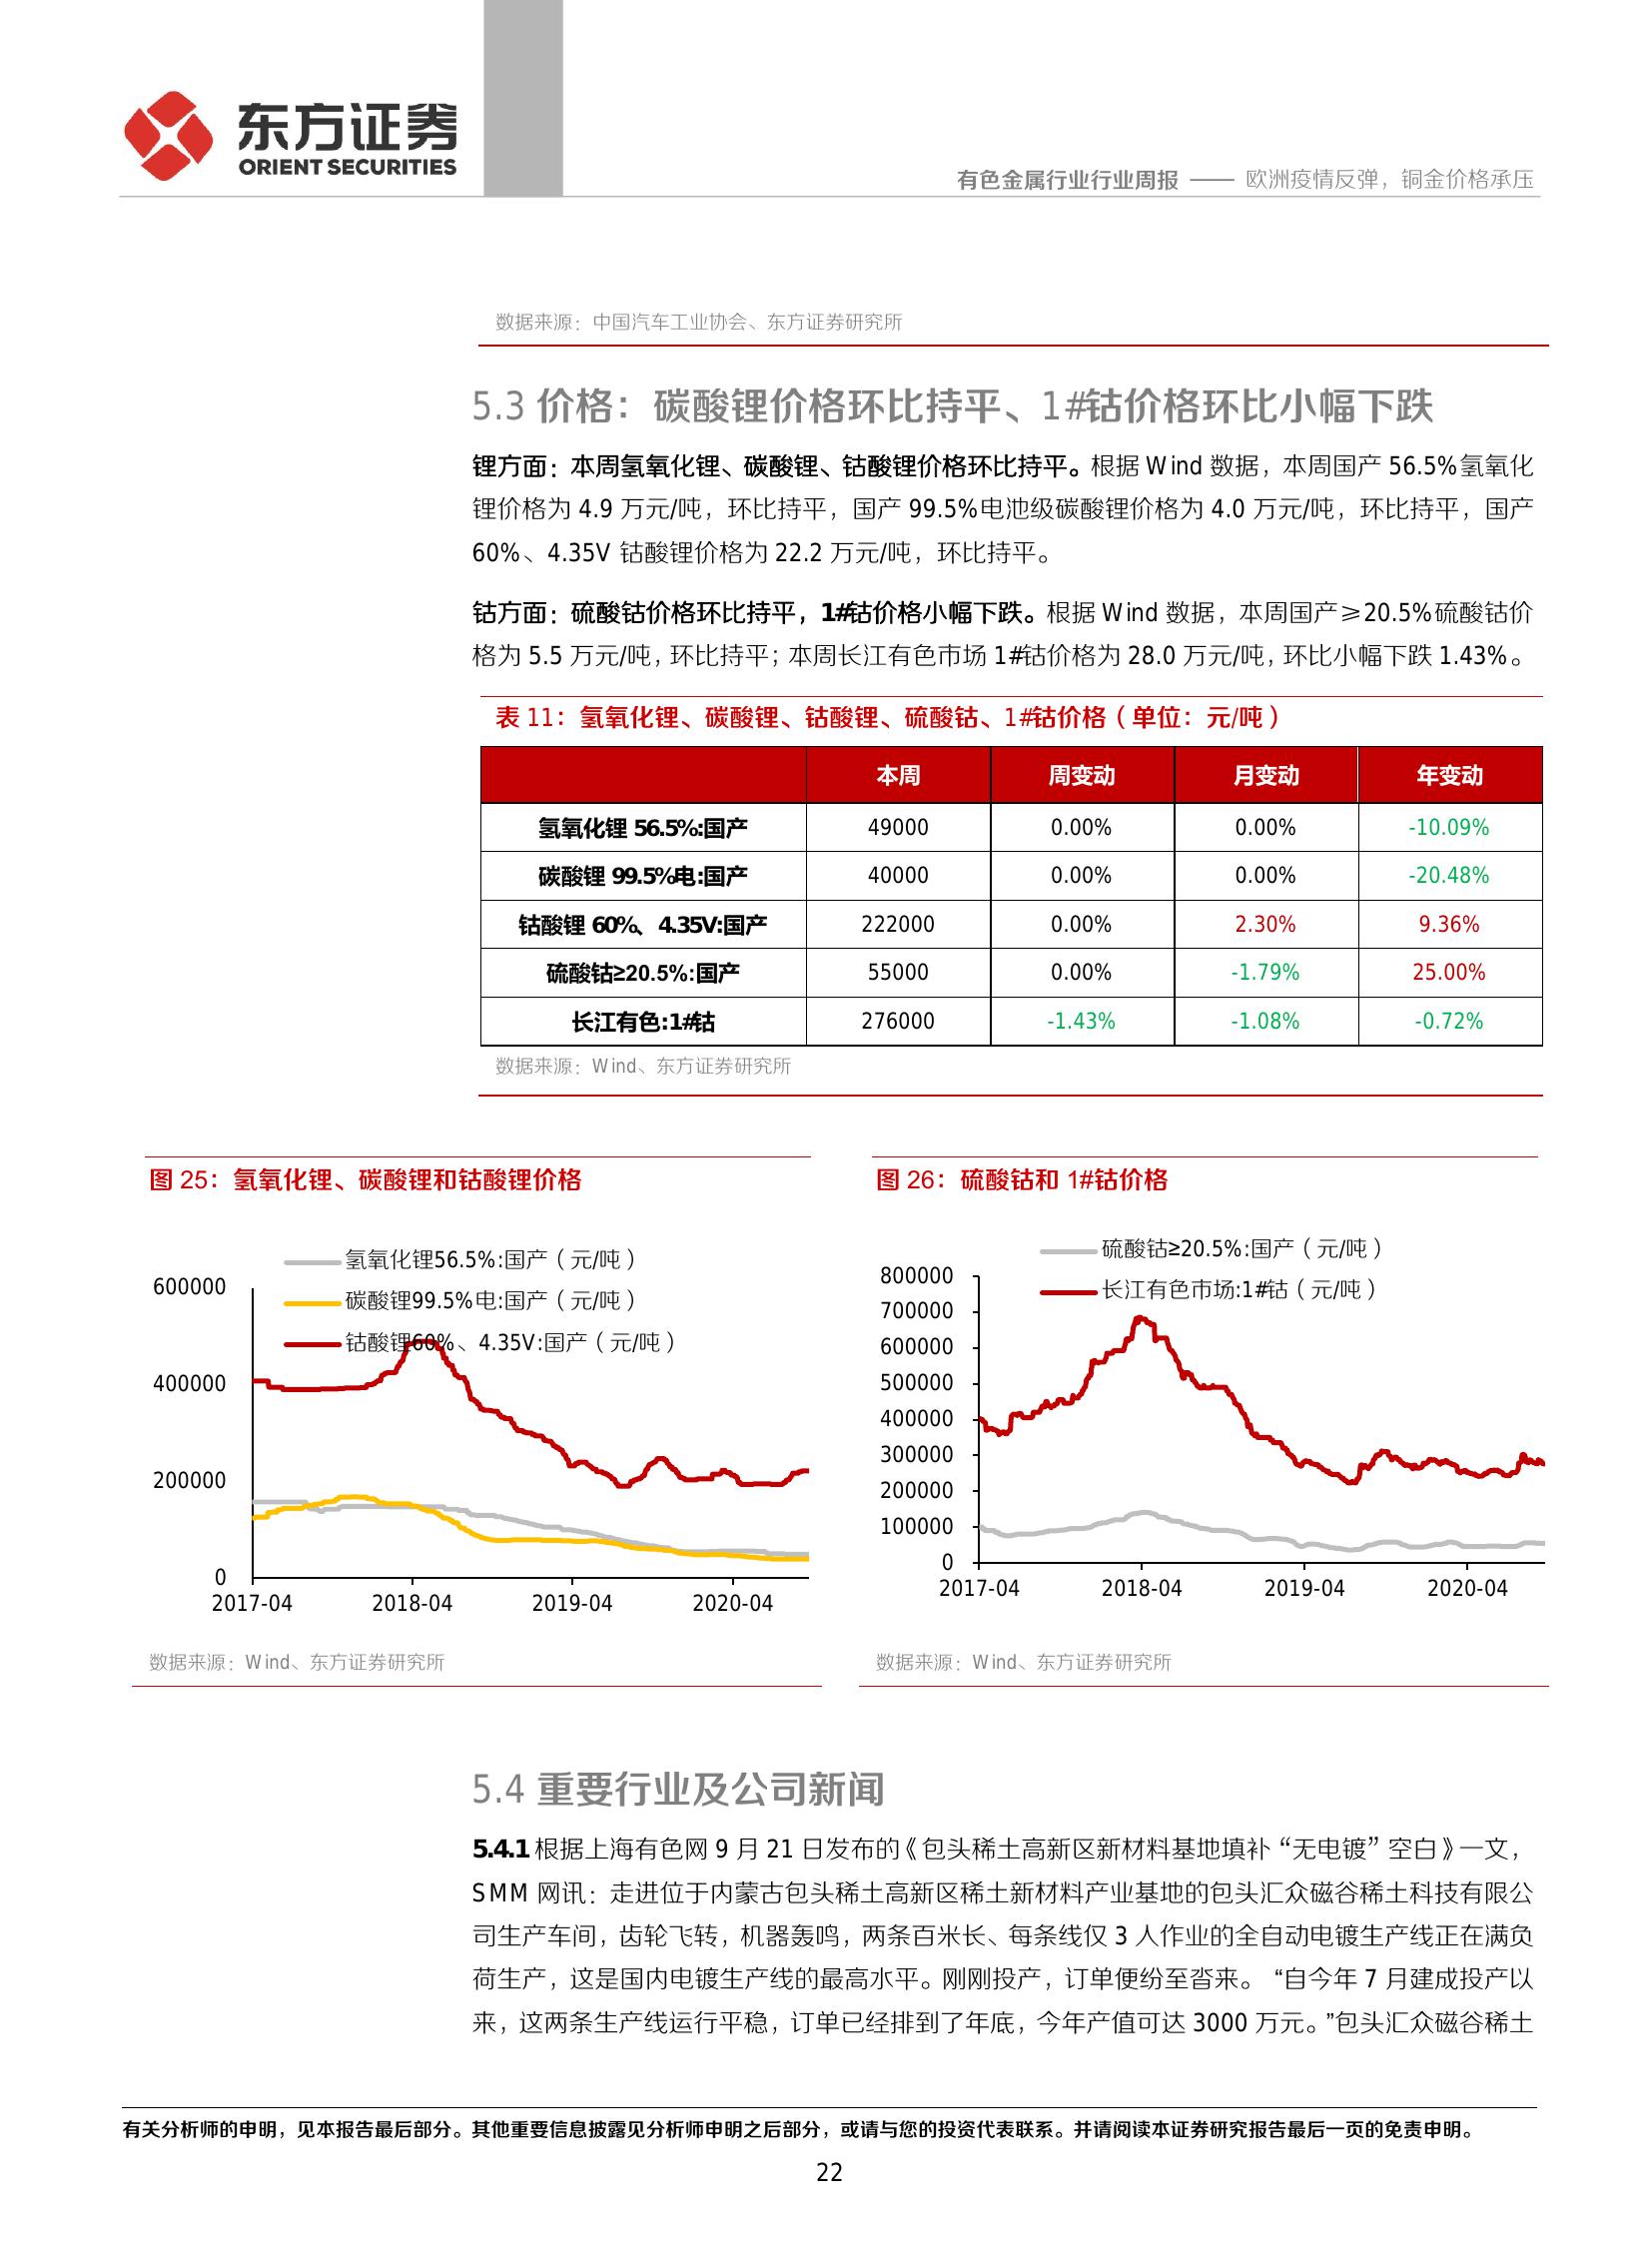 东方证券
ORIENT SECURITIES
有色金属行业行业周报 —— 欧洲疫情反弹，铜金价格承压
数据来源：中国汽车工业协会、东方证券研究所
5.3 价格：碳酸锂价格环比持平、1#钴价格环比小幅下跌
锂方面：本周氢氧化锂、碳酸锂、钴酸锂价格环比持平。根据 Wind 数据，本周国产 56.5%氢氧化
锂价格为 4.9 万元/吨，环比持平，国产 99.5%电池级碳酸锂价格为 4.0 万元/吨，环比持平，国产
60%、4.35V 钴酸锂价格为 22.2 万元/吨，环比持平。
钴方面：硫酸钴价格环比持平，1#钴价格小幅下跌。根据 Wind 数据，本周国产≥20.5%硫酸钴价
格为 5.5 万元/吨，环比持平；本周长江有色市场 1#钴价格为 28.0 万元/吨，环比小幅下跌 1.43%。
表 11：氢氧化锂、碳酸锂、钴酸锂、硫酸钴、1#钴价格（单位：元/吨）
本周 周变动 月变动 年变动
氢氧化锂 56.5%:国产 49000 0.00% 0.00% -10.09%
碳酸锂 99.5%电:国产 40000 0.00% 0.00% -20.48%
钴酸锂 60%、4.35V:国产 222000 0.00% 2.30% 9.36%
硫酸钴≥20.5%:国产 55000 0.00% -1.79% 25.00%
长江有色:1#钴 276000 -1.43% -1.08% -0.72%
数据来源：Wind、东方证券研究所
图 25：氢氧化锂、碳酸锂和钴酸锂价格
氢氧化锂56.5%:国产（元/吨）
碳酸锂99.5%电:国产（元/吨）
钴酸锂60%、4.35V:国产（元/吨）
600000
400000
200000
0
2017-04 2018-04 2019-04 2020-04
数据来源：Wind、东方证券研究所
图 26：硫酸钴和 1#钴价格
硫酸钴≥20.5%:国产（元/吨）
长江有色市场:1#钴（元/吨）
800000
700000
600000
500000
400000
300000
200000
100000
0
2017-04 2018-04 2019-04 2020-04
数据来源：Wind、东方证券研究所
5.4 重要行业及公司新闻
5.4.1 根据上海有色网 9 月 21 日发布的《包头稀土高新区新材料基地填补“无电镀”空白》一文，
SMM 网讯：走进位于内蒙古包头稀土高新区稀土新材料产业基地的包头汇众磁谷稀土科技有限公
司生产车间，齿轮飞转，机器轰鸣，两条百米长、每条线仅 3 人作业的全自动电镀生产线正在满负
荷生产，这是国内电镀生产线的最高水平。刚刚投产，订单便纷至沓来。 “自今年 7 月建成投产以
来，这两条生产线运行平稳，订单已经排到了年底，今年产值可达 3000 万元。”包头汇众磁谷稀土
有关分析师的申明，见本报告最后部分。其他重要信息披露见分析师申明之后部分，或请与您的投资代表联系。并请阅读本证券研究报告最后一页的免责申明。
22